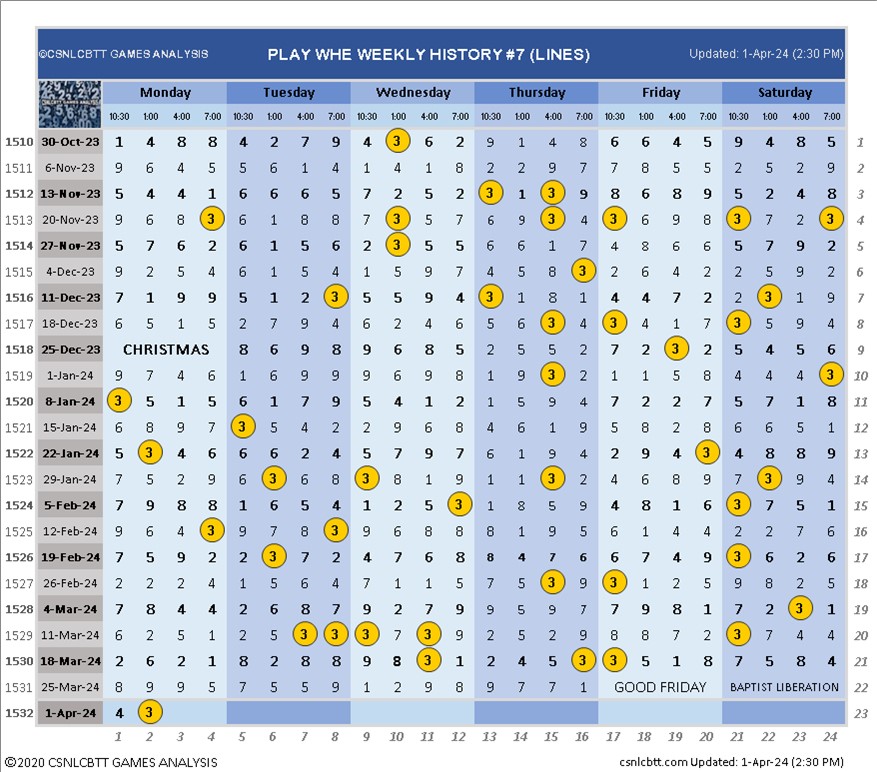 ©CSNLCBTT GAMES ANALYSIS PLAY WHE WEEKLY HISTORY #7 (LINES) Updated: 1-Apr-24 (2:30 PM)
Monday Tuesday Wednesday Thursday Friday Saturday
10:30 1:00 4:00 7:00 10:30 1:00 4:00 7:00 10:30 1:00 4:00 7:00 10:30 1:00 4:00 7:00 10:30 1:00 4:00 7:00 10:30 1:00 4:00 7:00
1510 30-Oct-23 1 4 8 8 4 2 7 9 4 3 6 2 9 1 4 8 6 6 4 5 9 4 8 5 1
1511 6-Nov-23 9 6 4 5 5 6 1 4 1 4 1 8 2 2 9 7 7 8 5 5 2 5 2 9 2
1512 13-Nov-23 5 4 4 1 6 6 6 5 7 2 5 2 3 1 3 9 8 6 8 9 5 2 4 8 3
1513 20-Nov-23 9 6 8 3 6 1 8 8 7 3 5 7 6 9 3 4 3 6 9 8 3 7 2 3 4
1514 27-Nov-23 5 7 6 2 6 1 5 6 2 3 5 5 6 6 1 7 4 8 6 6 5 7 9 2 5
1515 4-Dec-23 9 2 5 4 6 1 5 4 1 5 9 7 4 5 8 3 2 6 4 2 2 5 9 2 6
1516 11-Dec-23 7 1 9 9 5 1 2 3 5 5 9 4 3 1 8 1 4 4 7 2 2 3 1 9 7
1517 18-Dec-23 6 5 1 5 2 7 9 4 6 2 4 6 5 6 3 4 3 4 1 7 3 5 9 4 8
1518 25-Dec-23 CHRISTMAS 8 6 9 8 9 6 8 5 2 5 5 2 7 2 3 2 5 4 5 6 9
1519 1-Jan-24 9 7 4 6 1 6 9 9 9 6 9 8 1 9 3 2 1 1 5 8 4 4 4 3 10
1520 8-Jan-24 3 5 1 5 6 1 7 9 5 4 1 2 1 5 9 4 7 2 2 7 5 7 1 8 11
1521 15-Jan-24 6 8 9 7 3 5 4 2 2 9 6 8 4 6 1 9 5 8 2 8 6 6 5 1 12
1522 22-Jan-24 5 3 4 6 6 6 2 4 5 7 9 7 6 1 9 4 2 9 4 3 4 8 8 9 13
1523 29-Jan-24 7 5 2 9 6 3 6 8 3 8 1 9 1 1 3 2 4 6 8 9 7 3 9 4 14
1524 5-Feb-24 7 9 8 8 1 6 5 4 1 2 5 3 1 8 5 9 4 8 1 6 3 7 5 1 15
1525 12-Feb-24 9 6 4 3 9 7 8 3 9 6 8 8 8 1 9 5 6 1 4 4 2 2 7 6 16
1526 19-Feb-24 7 5 9 2 2 3 7 2 4 7 6 8 8 4 7 6 6 7 4 9 3 6 2 6 17
1527 26-Feb-24 2 2 2 4 1 5 6 4 7 1 1 5 7 5 3 9 3 1 2 5 9 8 2 5 18
1528 4-Mar-24 7 8 4 4 2 6 8 7 9 2 7 9 9 5 9 7 7 9 8 1 7 2 3 1 19
1529 11-Mar-24 6 2 5 1 2 5 3 3 3 7 3 9 2 5 2 9 8 8 7 2 3 7 4 4 20
1530 18-Mar-24 2 6 2 1 8 2 8 8 9 8 3 1 2 4 5 3 3 5 1 8 7 5 8 4 21
1531 25-Mar-24 8 9 9 5 7 5 5 9 1 2 9 8 9 7 7 1 GOOD FRIDAY BAPTIST LIBERATION 22
1532 1-Apr-24 4 3 23
1 2 3 4 5 6 7 8 9 10 11 12 13 14 15 16 17 18 19 20 21 22 23 24
©2020 CSNLCBTT GAMES ANALYSIS csnlcbtt.com Updated: 1-Apr-24 (2:30 PM)